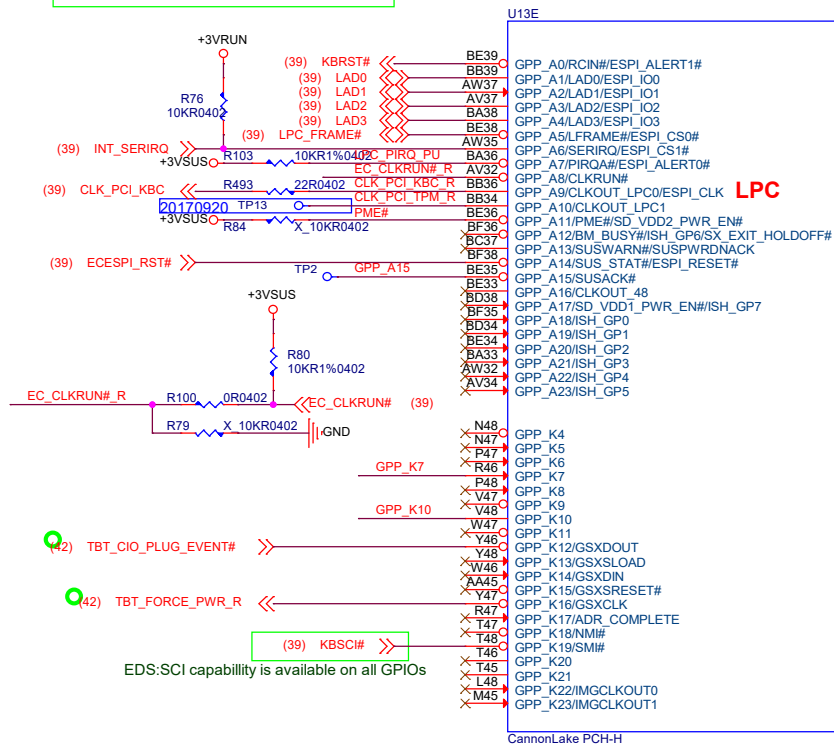 U13E
+3VRUN
R76
10KR0402
(39) KBRST# BE39 GPP_A0/RCIN#/ESPI_ALERT1#
(39) LAD0 BB39 GPP_A1/LAD0/ESPI_IO0
(39) LAD1 AW37 GPP_A2/LAD1/ESPI_IO1
(39) LAD2 AV37 GPP_A3/LAD2/ESPI_IO2
(39) LAD3 BA38 GPP_A4/LAD3/ESPI_IO3
(39) LPC_FRAME# BE38 GPP_A5/LFRAME#/ESPI_CS0#
(39) INT_SERIRQ AW35 GPP_A6/SERIRQ/ESPI_CS1#
+3VSUS R103 10KR1%0402 LPC_PIRQ_PU BA36 GPP_A7/PIRQA#/ESPI_ALERT0#
EC_CLKRUN#_R AV32 GPP_A8/CLKRUN#
(39) CLK_PCI_KBC R493 22R0402 CLK_PCI_KBC_R BB36 GPP_A9/CLKOUT_LPC0/ESPI_CLK LPC
20170920 TP13 CLK_PCI_TPM_R BB34 GPP_A10/CLKOUT_LPC1
+3VSUS R84 X_10KR0402 PME# BE36 GPP_A11/PME#/SD_VDD2_PWR_EN#
BF36 GPP_A12/BM_BUSY#/ISH_GP6/SX_EXIT_HOLDOFF#
BC37 GPP_A13/SUSWARN#/SUSPWRDNACK
(39) ECESPI_RST# BF38 GPP_A14/SUS_STAT#/ESPI_RESET#
TP2 GPP_A15 BE35 GPP_A15/SUSACK#
BE33 GPP_A16/CLKOUT_48
BD38 GPP_A17/SD_VDD1_PWR_EN#/ISH_GP7
BF35 GPP_A18/ISH_GP0
BD34 GPP_A19/ISH_GP1
BE34 GPP_A20/ISH_GP2
BA33 GPP_A21/ISH_GP3
AW32 GPP_A22/ISH_GP4
AV34 GPP_A23/ISH_GP5
+3VSUS
R80
10KR1%0402
EC_CLKRUN#_R R100 0R0402 EC_CLKRUN# (39)
R79 X_10KR0402 GND
N48 GPP_K4
N47 GPP_K5
P47 GPP_K6
GPP_K7 R46 GPP_K7
P48 GPP_K8
V47 GPP_K9
GPP_K10 V48 GPP_K10
W47 GPP_K11
(42) TBT_CIO_PLUG_EVENT# Y46 GPP_K12/GSXDOUT
Y48 GPP_K13/GSXSLOAD
W46 GPP_K14/GSXDIN
AA45 GPP_K15/GSXSRESET#
(42) TBT_FORCE_PWR_R Y47 GPP_K16/GSXCLK
R47 GPP_K17/ADR_COMPLETE
T47 GPP_K18/NMI#
(39) KBSCI# T48 GPP_K19/SMI#
T46 GPP_K20
EDS:SCI capabillity is available on all GPIOs
T45 GPP_K21
L48 GPP_K22/IMGCLKOUT0
M45 GPP_K23/IMGCLKOUT1
CannonLake PCH-H